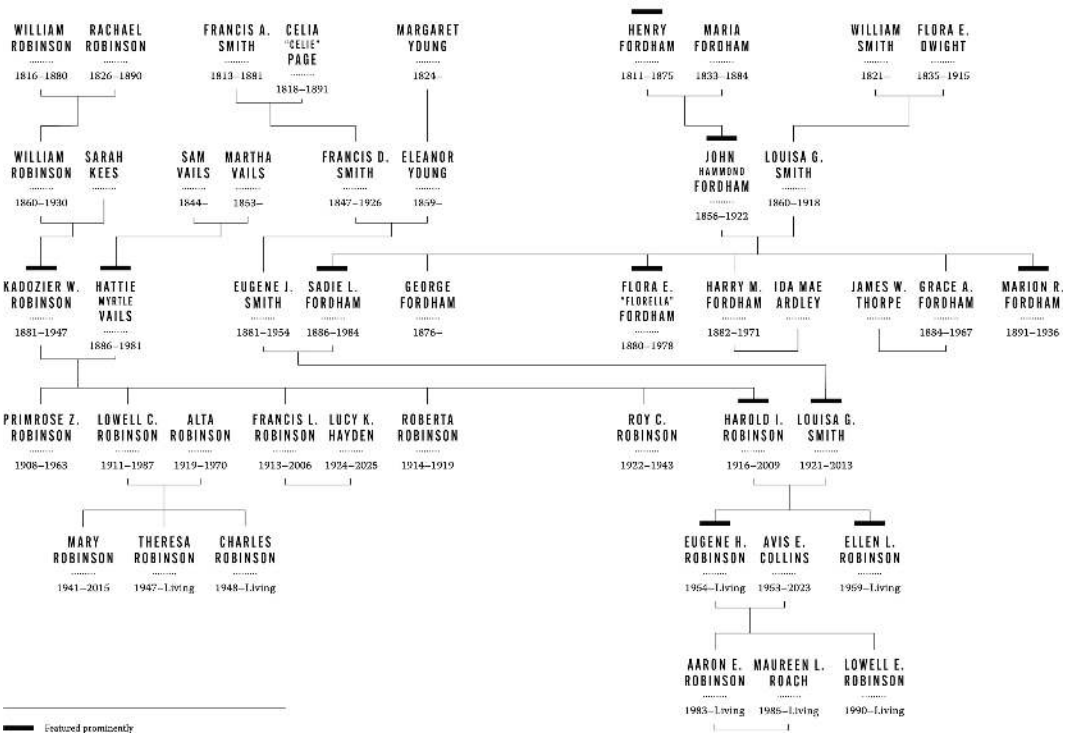 WILLIAM
ROBINSON
1816–1880
RACHAEL
ROBINSON
1826–1890
FRANCIS A.
SMITH
1813–1881
CELIA
"CELIE"
PAGE
1818–1891
MARGARET
YOUNG
1824–
HENRY
FORDHAM
1811–1875
MARIA
FORDHAM
1833–1884
WILLIAM
SMITH
1821–
FLORA E.
DWIGHT
1835–1915
WILLIAM
ROBINSON
1860–1930
SARAH
KEES
SAM
VAILS
1844–
MARTHA
VAILS
1853–
FRANCIS D.
SMITH
1847–1926
ELEANOR
YOUNG
1859–
JOHN
HAMMOND
FORDHAM
1856–1922
LOUISA G.
SMITH
1860–1918
KADOZIER W.
ROBINSON
1881–1947
HATTIE
MYRTLE
VAILS
1886–1981
EUGENE J.
SMITH
1881–1954
SADIE L.
FORDHAM
1886–1984
GEORGE
FORDHAM
1876–
FLORA E.
"FLORELLA"
FORDHAM
1880–1978
HARRY M.
FORDHAM
1882–1971
IDA MAE
ARDLEY
JAMES W.
THORPE
GRACE A.
FORDHAM
1884–1967
MARION R.
FORDHAM
1891–1936
PRIMROSE Z.
ROBINSON
1908–1963
LOWELL C.
ROBINSON
1911–1987
ALTA
ROBINSON
1919–1970
FRANCIS L.
ROBINSON
1913–2006
LUCY K.
HAYDEN
1924–2025
ROBERTA
ROBINSON
1914–1919
ROY C.
ROBINSON
1922–1943
HAROLD I.
ROBINSON
1916–2009
LOUISA G.
SMITH
1921–2013
MARY
ROBINSON
1941–2015
THERESA
ROBINSON
1947–Living
CHARLES
ROBINSON
1948–Living
EUGENE H.
ROBINSON
1954–Living
AVIS E.
COLLINS
1953–2023
ELLEN L.
ROBINSON
1959–Living
AARON E.
ROBINSON
1983–Living
MAUREEN L.
ROACH
1985–Living
LOWELL E.
ROBINSON
1990–Living
Featured prominently